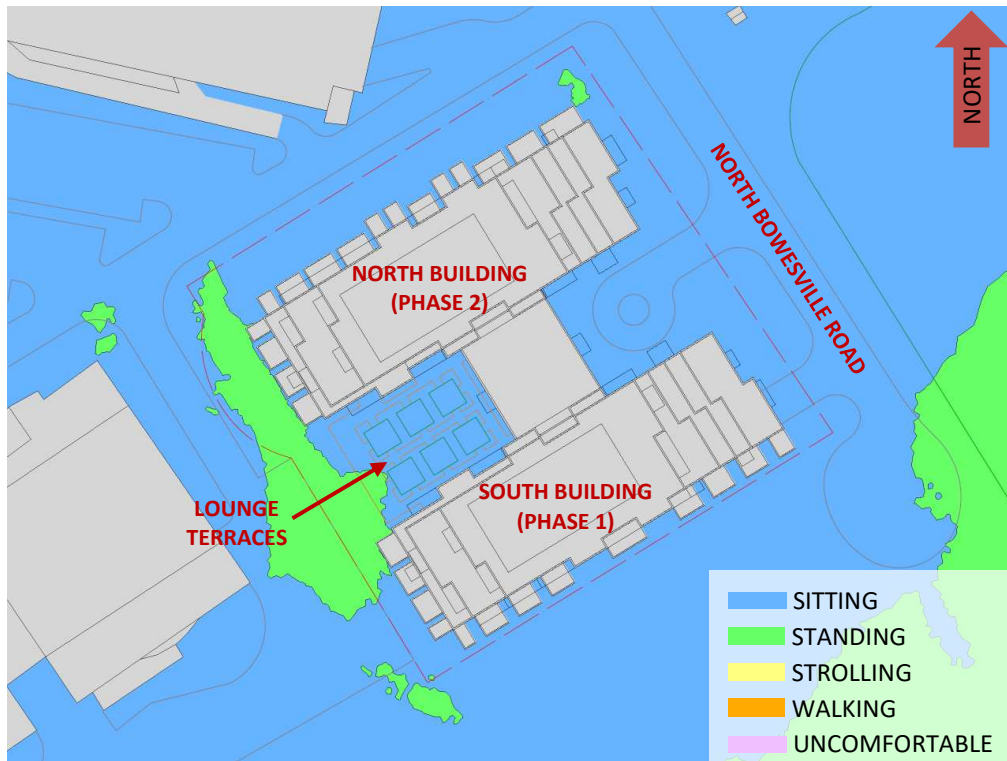 NORTH
NORTH BOWESVILLE ROAD
NORTH BUILDING
(PHASE 2)
SOUTH BUILDING
(PHASE 1)
LOUNGE
TERRACES
SITTING
STANDING
STROLLING
WALKING
UNCOMFORTABLE